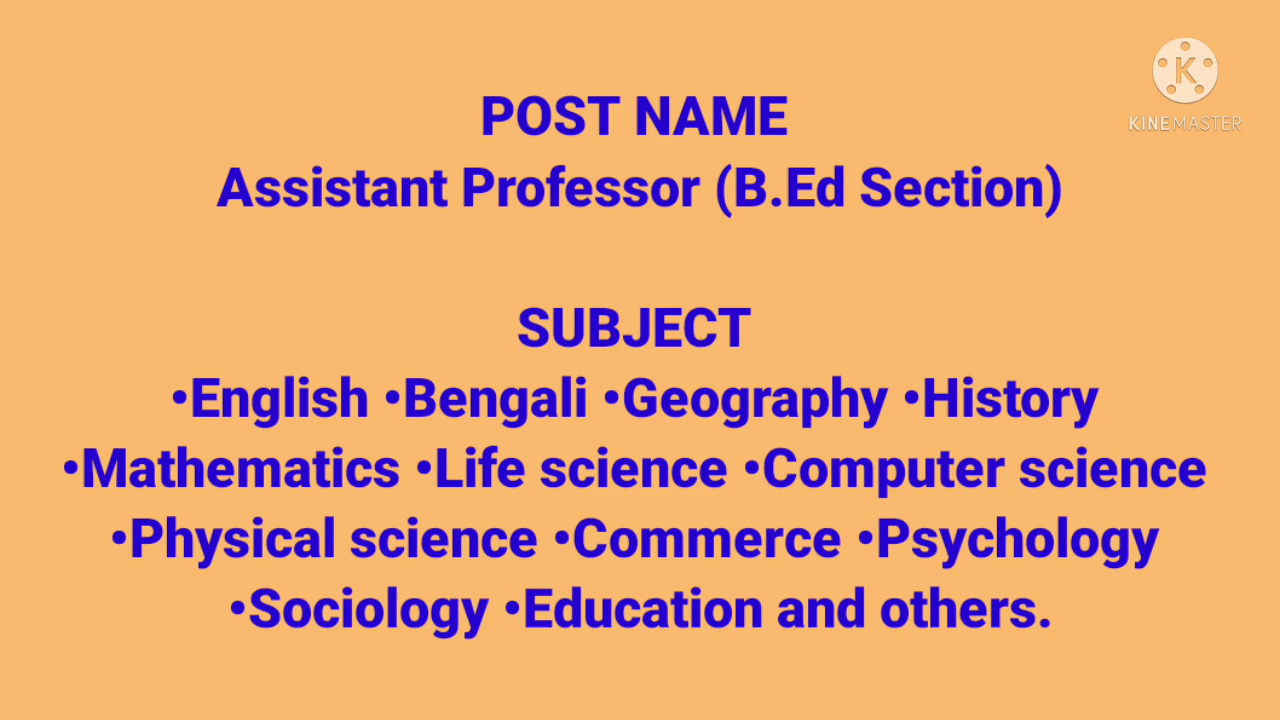 K
KINEMASTER
POST NAME
Assistant Professor (B.Ed Section)
SUBJECT
•English •Bengali •Geography •History
•Mathematics •Life science •Computer science
•Physical science •Commerce •Psychology
•Sociology •Education and others.